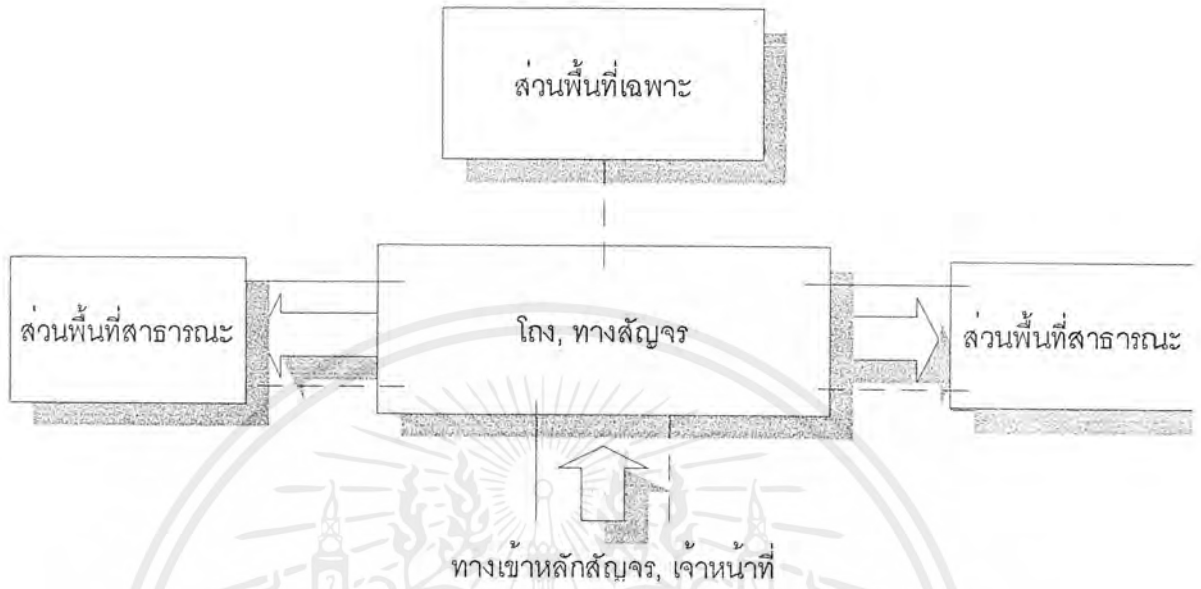 ส่วนพื้นที่เฉพาะ
ส่วนพื้นที่สาธารณะ
โถง, ทางสัญจร
ส่วนพื้นที่สาธารณะ
ทางเข้าหลักสัญจร, เจ้าหน้าที่